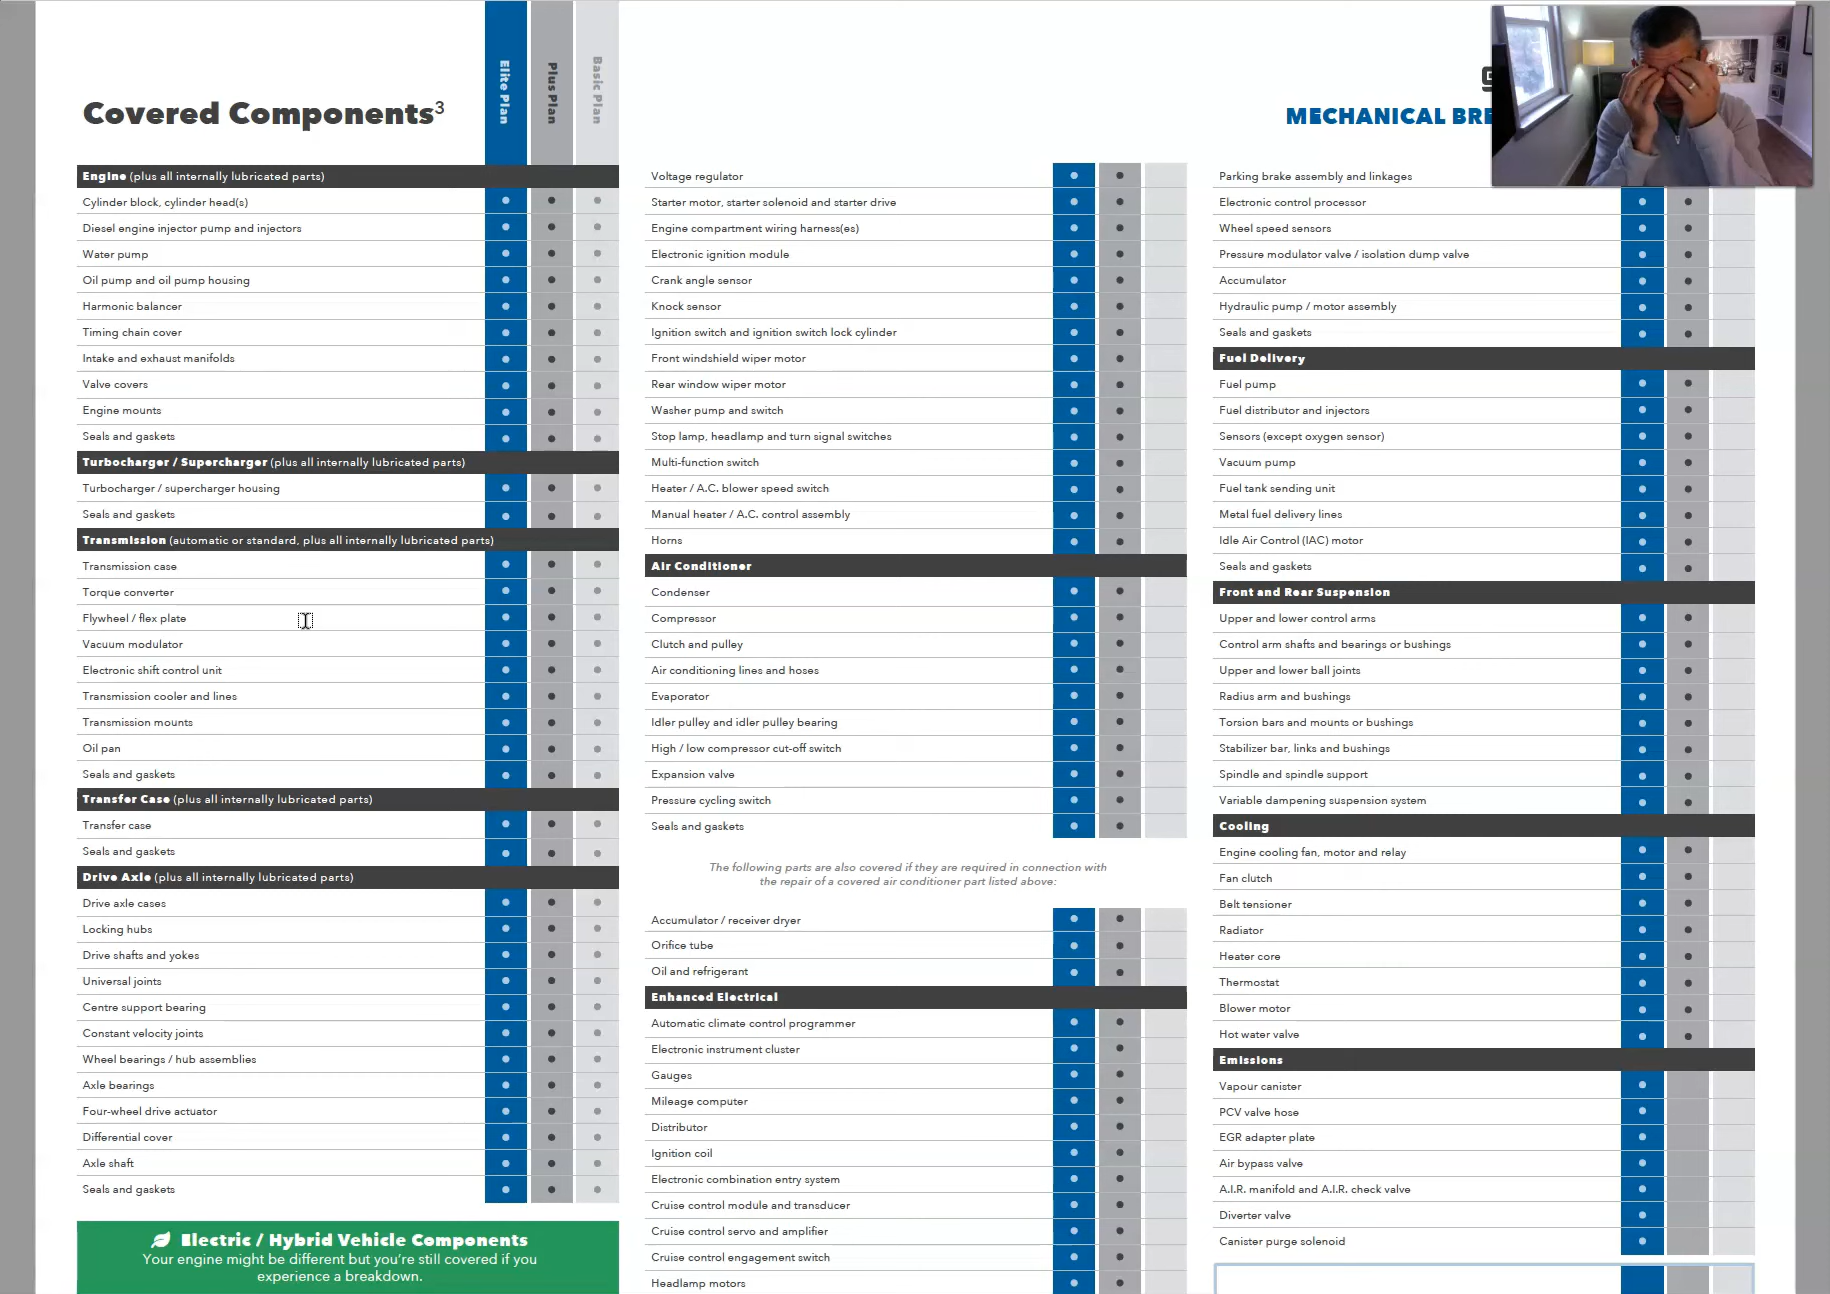 Covered Components3
Elite Plan
Plus Plan
Basic Plan
Engine (plus all internally lubricated parts)
Cylinder block, cylinder head(s)
Diesel engine injector pump and injectors
Water pump
Oil pump and oil pump housing
Harmonic balancer
Timing chain cover
Intake and exhaust manifolds
Valve covers
Engine mounts
Seals and gaskets
Turbocharger / Supercharger (plus all internally lubricated parts)
Turbocharger / supercharger housing
Seals and gaskets
Transmission (automatic or standard, plus all internally lubricated parts)
Transmission case
Torque converter
Flywheel / flex plate
Vacuum modulator
Electronic shift control unit
Transmission cooler and lines
Transmission mounts
Oil pan
Seals and gaskets
Transfer Case (plus all internally lubricated parts)
Transfer case
Seals and gaskets
Drive Axle (plus all internally lubricated parts)
Drive axle cases
Locking hubs
Drive shafts and yokes
Universal joints
Centre support bearing
Constant velocity joints
Wheel bearings / hub assemblies
Axle bearings
Four-wheel drive actuator
Differential cover
Axle shaft
Seals and gaskets
Electric / Hybrid Vehicle Components
Your engine might be different but you're still covered if you
experience a breakdown.
Voltage regulator
Starter motor, starter solenoid and starter drive
Engine compartment wiring harness(es)
Electronic ignition module
Crank angle sensor
Knock sensor
Ignition switch and ignition switch lock cylinder
Front windshield wiper motor
Rear window wiper motor
Washer pump and switch
Stop lamp, headlamp and turn signal switches
Multi-function switch
Heater / A.C. blower speed switch
Manual heater / A.C. control assembly
Horns
Air Conditioner
Condenser
Compressor
Clutch and pulley
Air conditioning lines and hoses
Evaporator
Idler pulley and idler pulley bearing
High / low compressor cut-off switch
Expansion valve
Pressure cycling switch
Seals and gaskets
The following parts are also covered if they are required in connection with
the repair of a covered air conditioner part listed above:
Accumulator / receiver dryer
Orifice tube
Oil and refrigerant
Enhanced Electrical
Automatic climate control programmer
Electronic instrument cluster
Gauges
Mileage computer
Distributor
Ignition coil
Electronic combination entry system
Cruise control module and transducer
Cruise control servo and amplifier
Cruise control engagement switch
Headlamp motors
MECHANICAL BRE
Parking brake assembly and linkages
Electronic control processor
Wheel speed sensors
Pressure modulator valve / isolation dump valve
Accumulator
Hydraulic pump / motor assembly
Seals and gaskets
Fuel Delivery
Fuel pump
Fuel distributor and injectors
Sensors (except oxygen sensor)
Vacuum pump
Fuel tank sending unit
Metal fuel delivery lines
Idle Air Control (IAC) motor
Seals and gaskets
Front and Rear Suspension
Upper and lower control arms
Control arm shafts and bearings or bushings
Upper and lower ball joints
Radius arm and bushings
Torsion bars and mounts or bushings
Stabilizer bar, links and bushings
Spindle and spindle support
Variable dampening suspension system
Cooling
Engine cooling fan, motor and relay
Fan clutch
Belt tensioner
Radiator
Heater core
Thermostat
Blower motor
Hot water valve
Emissions
Vapour canister
PCV valve hose
EGR adapter plate
Air bypass valve
A.I.R. manifold and A.I.R. check valve
Diverter valve
Canister purge solenoid